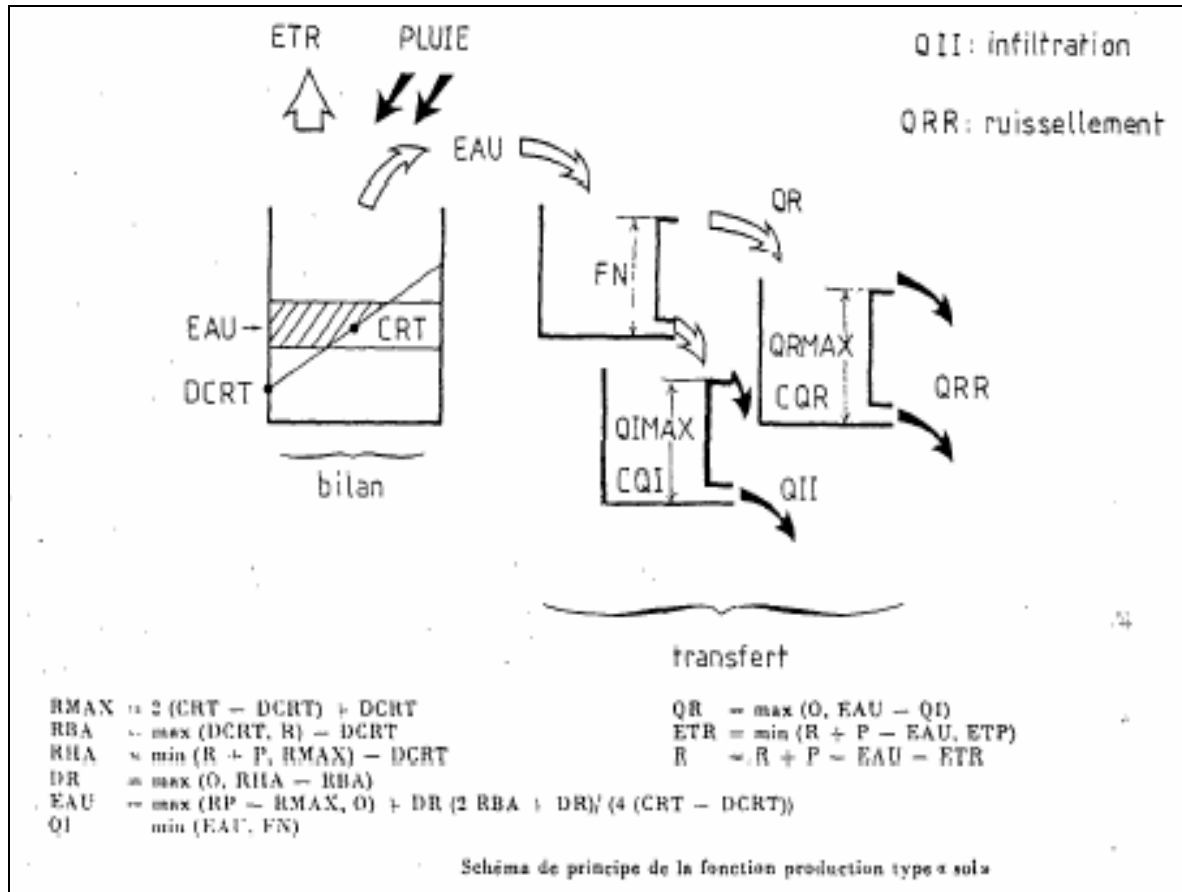 ETR
PLUIE
QII: infiltration
QRR: ruissellement
EAU
QR
FN
EAU
CRT
DCRT
QRMAX
CQR
QRR
QIMAX
CQI
QII
bilan
transfert
RMAX = 2 (CRT – DCRT) + DCRT
RBA = max (DCRT, R) – DCRT
RHA = min (R + P, RMAX) – DCRT
DR = max (O, RHA – RBA)
EAU = max (RP – RMAX, O) + DR (2 RBA + DR)/ (4 (CRT – DCRT))
QI min (EAU, FN)
QR = max (O, EAU – QI)
ETR = min (R + P – EAU, ETP)
R = R + P – EAU – ETR
Schéma de principe de la fonction production type « sol »